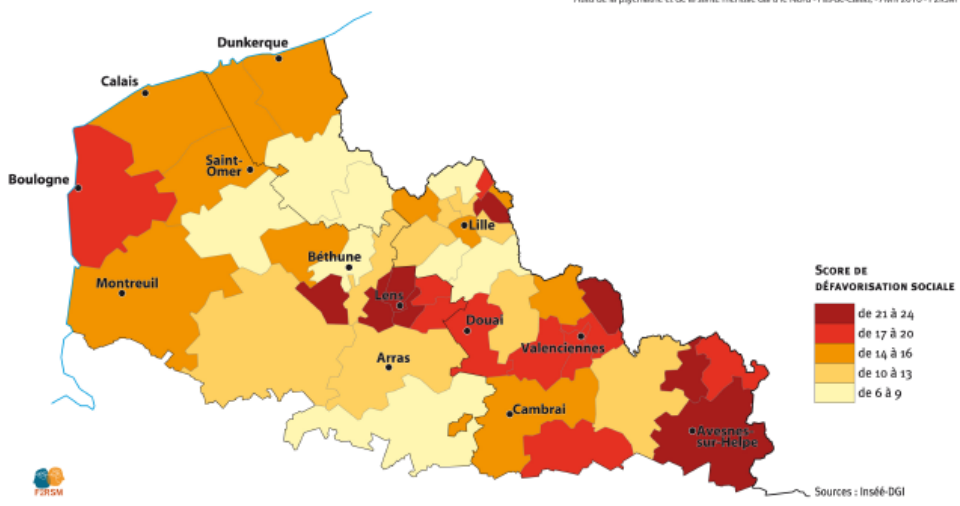 Dunkerque
Calais
Saint-
Omer
Boulogne
Lille
Béthune
Montreuil
Lens
Douai
Valenciennes
Arras
Cambrai
Avesnes-
sur-Helpe
SCORE DE
DÉFAVORISATION SOCIALE
de 21 à 24
de 17 à 20
de 14 à 16
de 10 à 13
de 6 à 9
F2RSM
Sources : Inséé-DGI